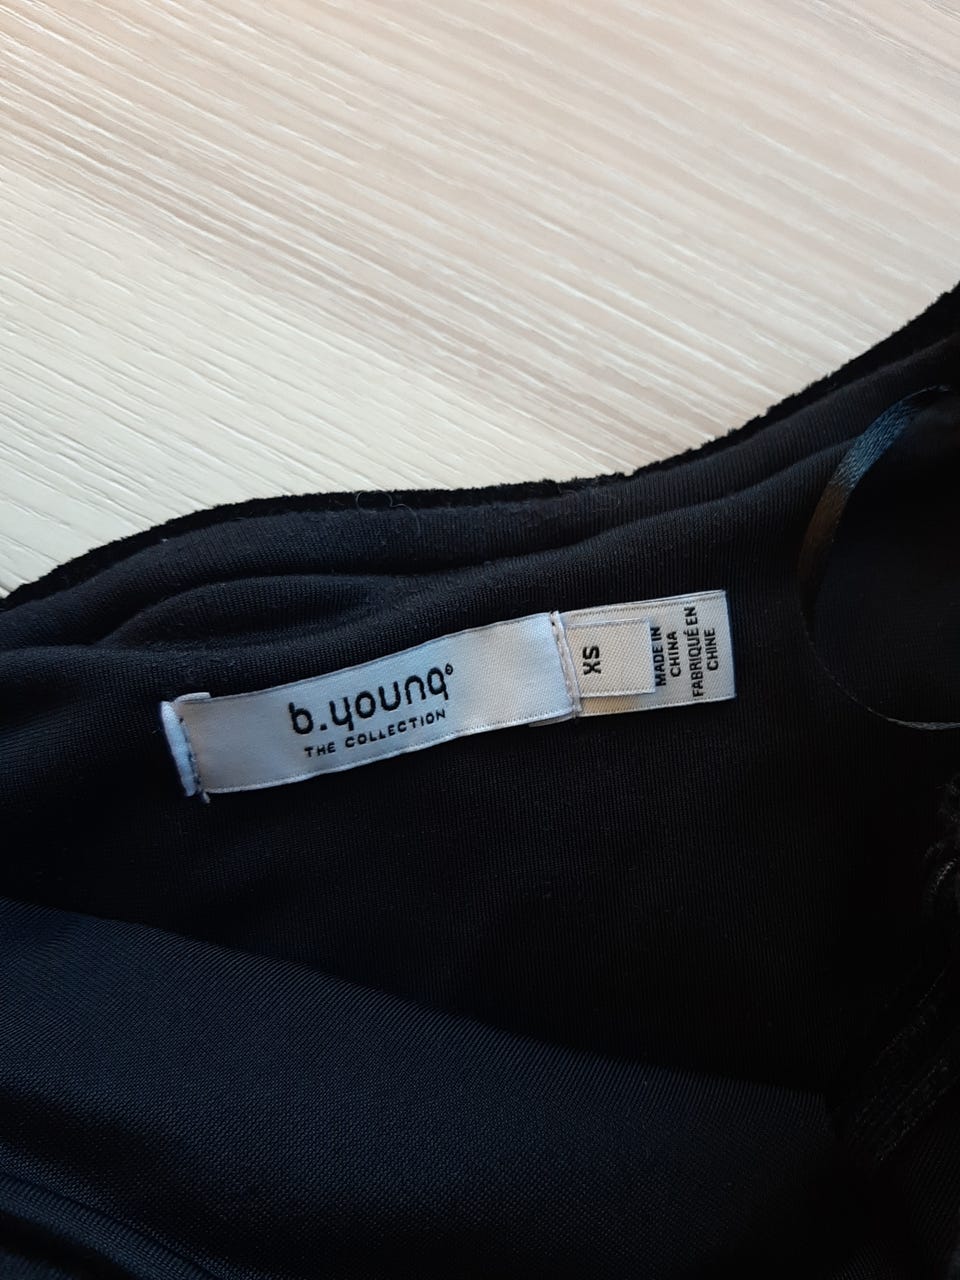 b.young®
THE COLLECTION
XS
MADE IN
CHINA
FABRIQUÉ EN
CHINE